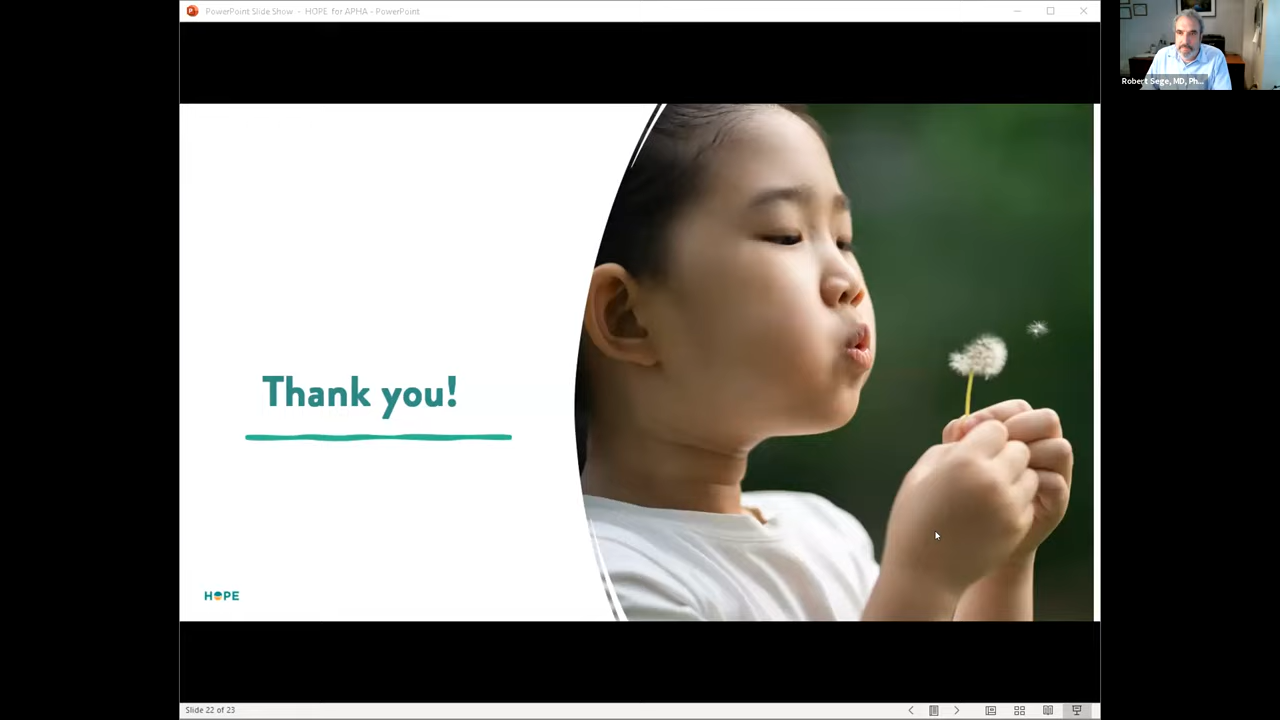 PowerPoint Slide Show - HOPE for APHA - PowerPoint
Robert Sege, MD, Ph...
Thank you!
HOPE
Slide 22 of 23